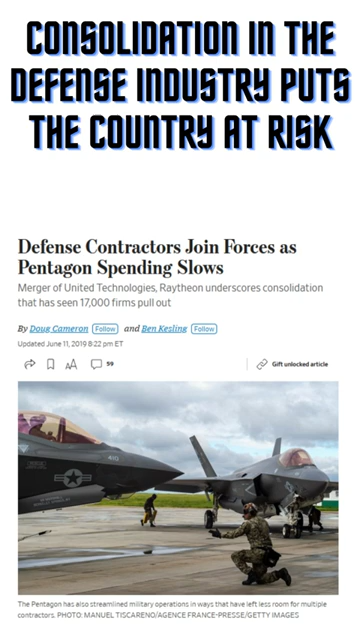 CONSOLIDATION IN THE
DEFENSE INDUSTRY PUTS
THE COUNTRY AT RISK
Defense Contractors Join Forces as
Pentagon Spending Slows
Merger of United Technologies, Raytheon underscores consolidation
that has seen 17,000 firms pull out
By Doug Cameron Follow and Ben Kesling Follow
Updated June 11, 2019 8:22 pm ET
AA 59 Gift unlocked article
The Pentagon has also streamlined military operations in ways that have left less room for multiple
contractors. PHOTO: MANUEL TISCARENO/AGENCE FRANCE-PRESSE/GETTY IMAGES